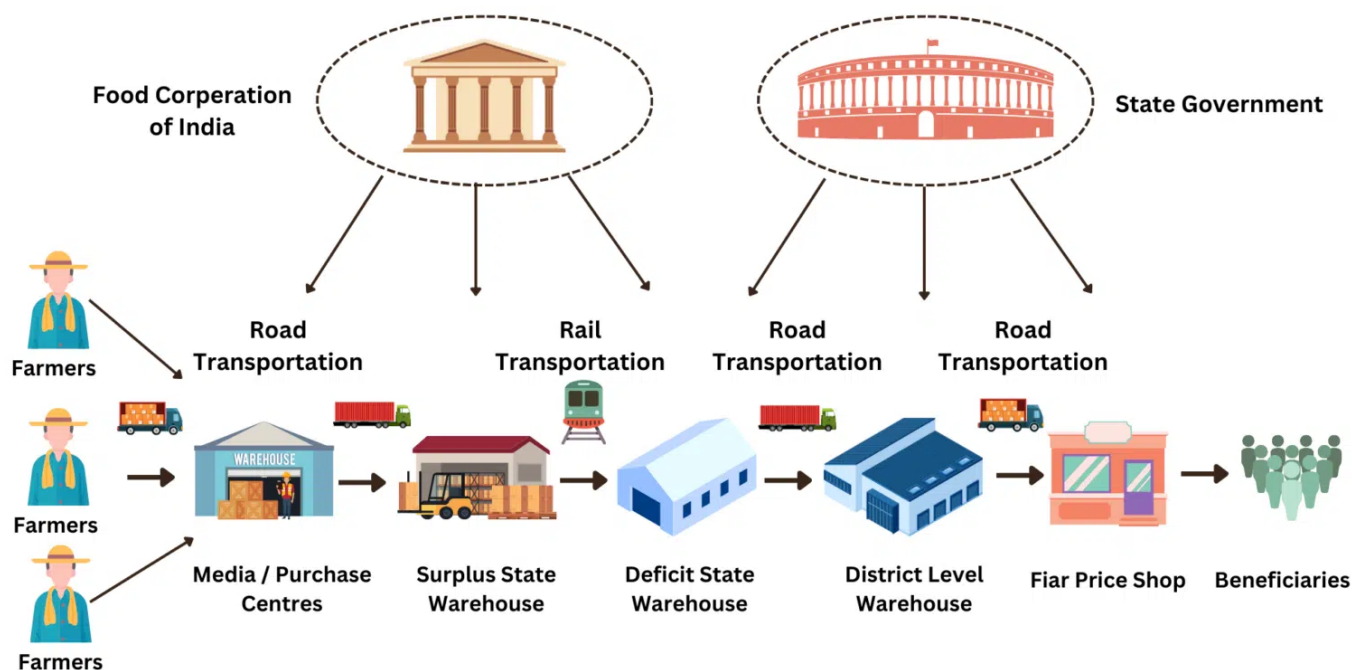 Food Corperation
of India
State Government
Farmers
Road
Transportation
Rail
Transportation
Road
Transportation
Road
Transportation
Farmers
WAREHOUSE
Media / Purchase
Centres
Surplus State
Warehouse
Deficit State
Warehouse
District Level
Warehouse
Fiar Price Shop
Beneficiaries
Farmers